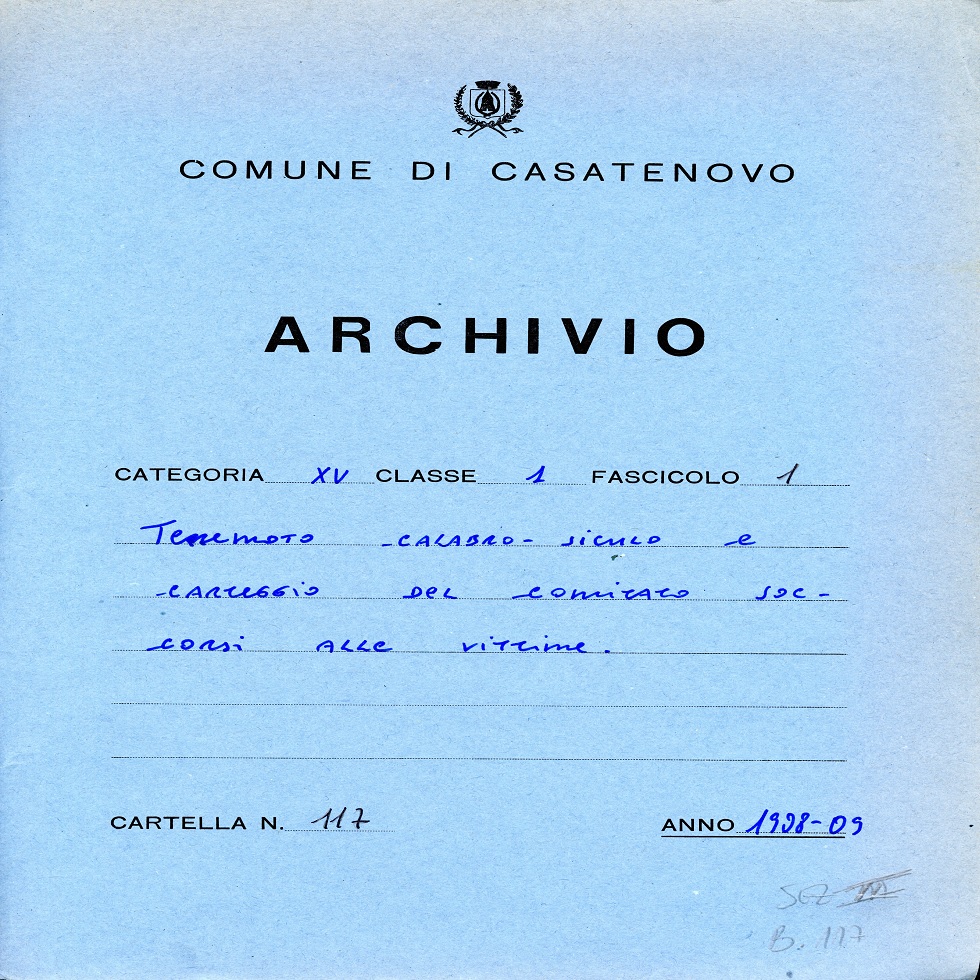 COMUNE DI CASATENOVO
ARCHIVIO
CATEGORIA XV CLASSE 1 FASCICOLO 1
Terremoto CALABRO-siculo e
CARTEGGIO DEL comitato soc-
corsi ALLE vittime.
CARTELLA N. 117
ANNO 1908-09
SEZ
B. 117